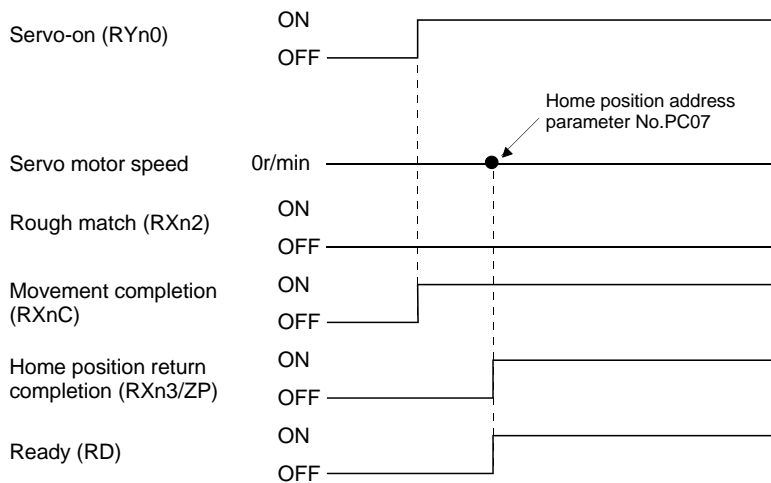 ON
Servo-on (RYn0)
OFF
Home position address
parameter No.PC07
Servo motor speed
0r/min
ON
Rough match (RXn2)
OFF
ON
Movement completion
(RXnC)
OFF
ON
Home position return
completion (RXn3/ZP)
OFF
ON
Ready (RD)
OFF